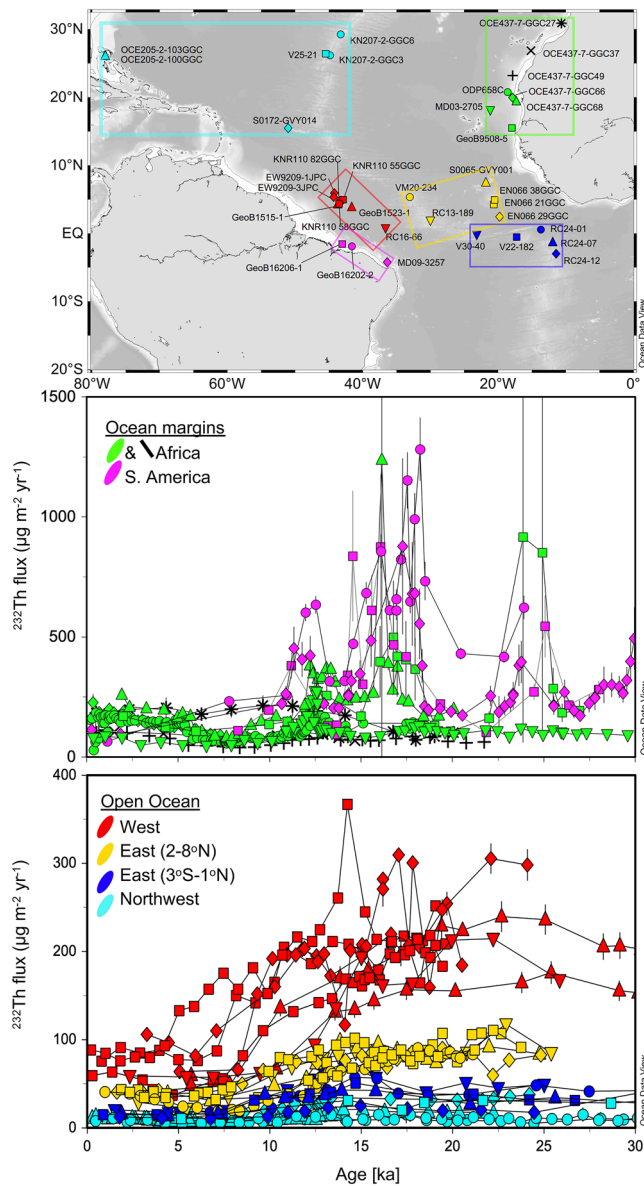 30°N
OCE437-7-GGC27
KN207-2-GGC6
OCE205-2-103GGC
OCE205-2-100GGC
V25-21
KN207-2-GGC3
OCE437-7-GGC37
OCE437-7-GGC49
20°N
ODP658C
OCE437-7-GGC66
MD03-2705
OCE437-7-GGC68
S0172-GVY014
GeoB9508-5
10°N
KNR110 82GGC
KNR110 55GGC
S0065-GVY001
EW9209-1JPC
EW9209-3JPC
VM20-234
EN066 38GGC
EN066 21GGC
GeoB1515-1
GeoB1523-1
RC13-189
EN066 29GGC
KNR110 58GGC
RC16-66
RC24-01
EQ
V30-40
V22-182
RC24-07
GeoB16206-1
GeoB16202-2
MD09-3257
RC24-12
10°S
20°S
Ocean Data View
80°W
60°W
40°W
20°W
0°
1500
Ocean margins
& Africa
S. America
1000
500
0
²³²Th flux (µg m⁻² yr⁻¹)
Ocean Data View
400
Open Ocean
West
East (2-8°N)
East (3°S-1°N)
Northwest
300
200
100
0
²³²Th flux (µg m⁻² yr⁻¹)
Ocean Data View
0
5
10
15
20
25
30
Age [ka]